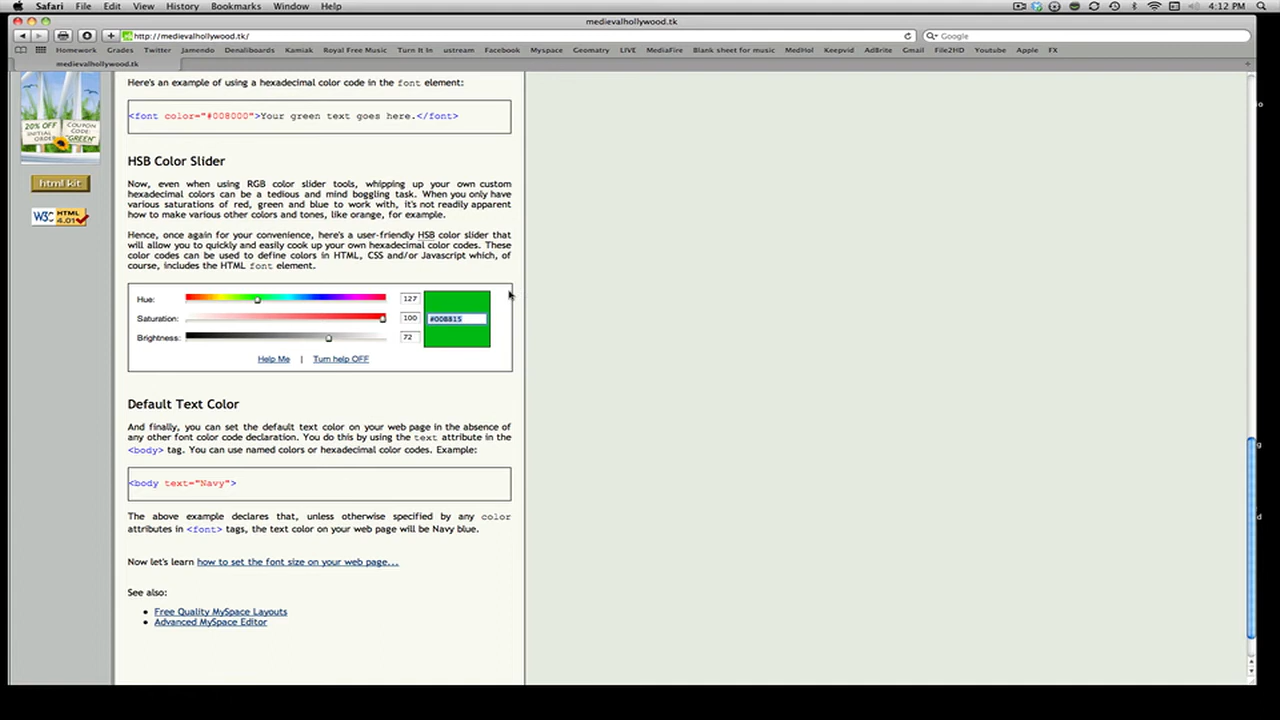 Safari File Edit View History Bookmarks Window Help 4:12 PM
medievalhollywood.tk
http://medievalhollywood.tk/ Google
Homework Grades Twitter Jamendo Denaliboards Kamiak Royal Free Music Turn It In ustream Facebook Myspace Geomatry LIVE MediaFire Blank sheet for music MedHol Keepvid AdBrite Gmail File2HD Youtube Apple FX
medievalhollywood.tk
Here's an example of using a hexadecimal color code in the font element:
<font color="#008000">Your green text goes here.</font>
20% OFF
INITIAL
ORDER
COUPON
CODE:
"GREEN"
HSB Color Slider
html kit
Now, even when using RGB color slider tools, whipping up your own custom
hexadecimal colors can be a tedious and mind boggling task. When you only have
various saturations of red, green and blue to work with, it's not readily apparent
how to make various other colors and tones, like orange, for example.
W3C HTML 4.01
Hence, once again for your convenience, here's a user-friendly HSB color slider that
will allow you to quickly and easily cook up your own hexadecimal color codes. These
color codes can be used to define colors in HTML, CSS and/or Javascript which, of
course, includes the HTML font element.
Hue: 127
Saturation: 100 #00B815
Brightness: 72
Help Me | Turn help OFF
Default Text Color
And finally, you can set the default text color on your web page in the absence of
any other font color code declaration. You do this by using the text attribute in the
<body> tag. You can use named colors or hexadecimal color codes. Example:
<body text="Navy">
The above example declares that, unless otherwise specified by any color
attributes in <font> tags, the text color on your web page will be Navy blue.
Now let's learn how to set the font size on your web page...
See also:
Free Quality MySpace Layouts
Advanced MySpace Editor